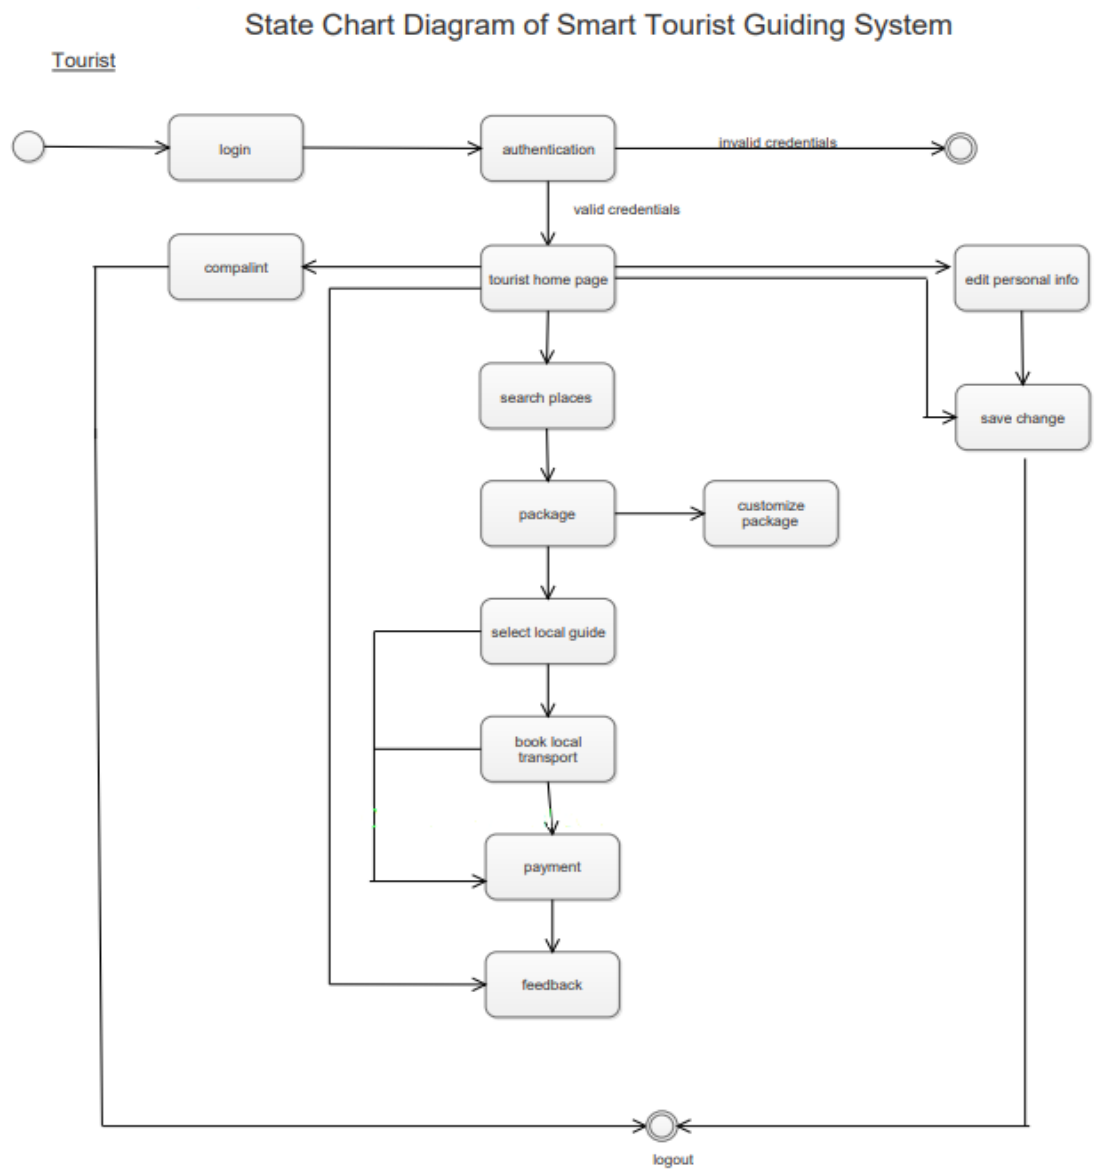 State Chart Diagram of Smart Tourist Guiding System
Tourist
login
authentication
invalid credentials
valid credentials
compalint
tourist home page
edit personal info
search places
save change
package
customize
package
select local guide
book local
transport
payment
feedback
logout